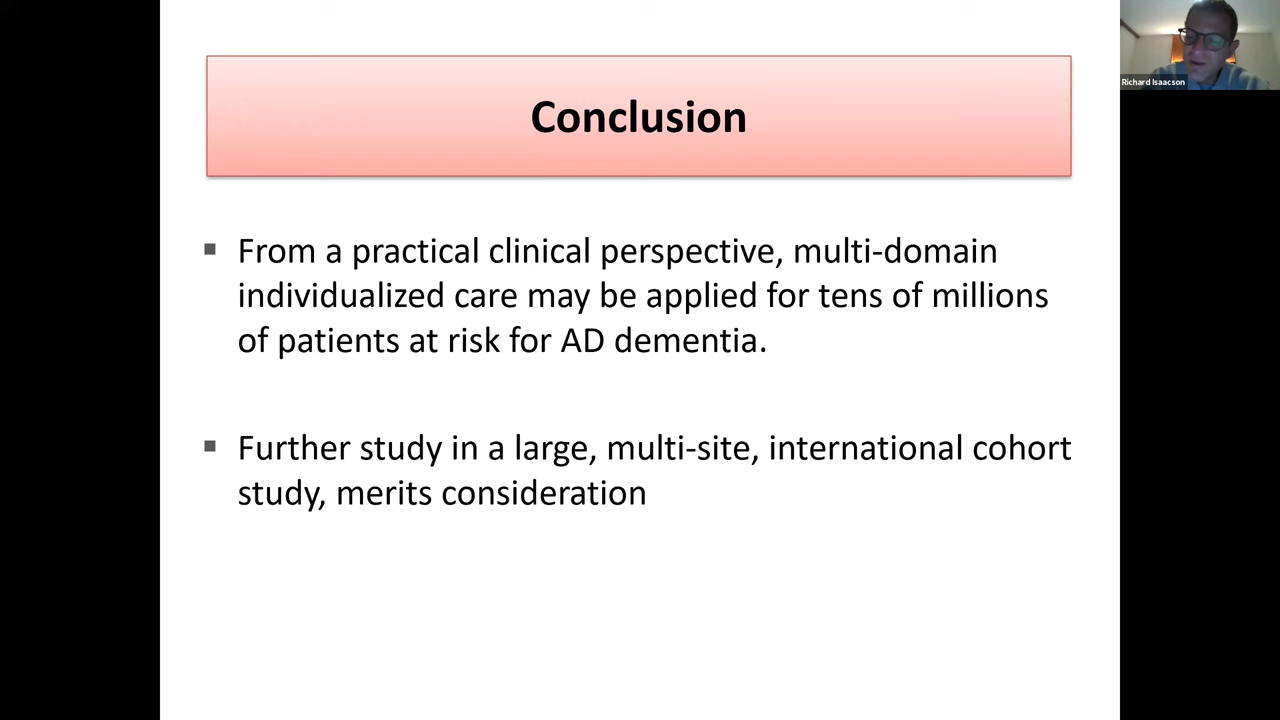 Conclusion
Richard Isaacson
▪ From a practical clinical perspective, multi-domain
individualized care may be applied for tens of millions
of patients at risk for AD dementia.
▪ Further study in a large, multi-site, international cohort
study, merits consideration